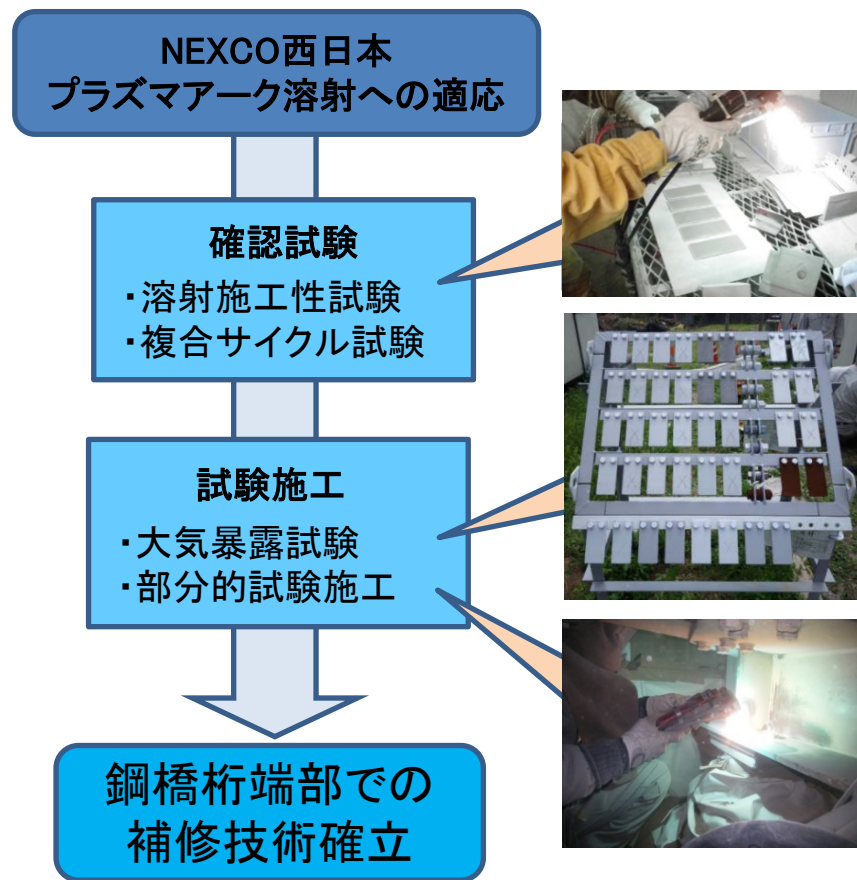 NEXCO西日本
プラズマアーク溶射への適応
確認試験
・溶射施工性試験
・複合サイクル試験
試験施工
・大気暴露試験
・部分的試験施工
鋼橋桁端部での
補修技術確立